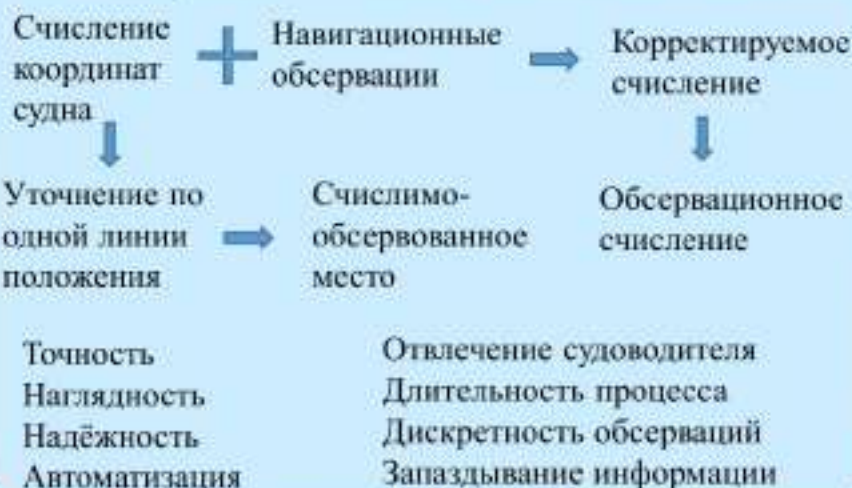 Счисление
координат
судна
Навигационные
обсервации
Корректируемое
счисление
Уточнение по
одной линии
положения
Счислимо-
обсервованное
место
Обсервационное
счисление
Точность
Наглядность
Надёжность
Автоматизация
Отвлечение судоводителя
Длительность процесса
Дискретность обсерваций
Запаздывание информации